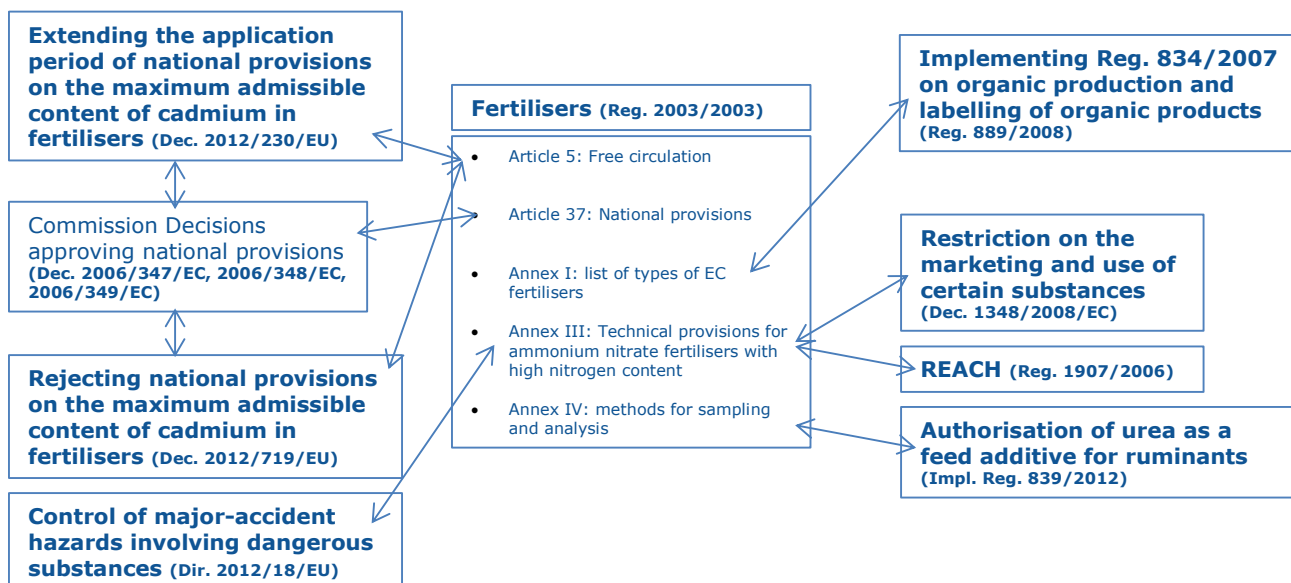 Extending the application
period of national provisions
on the maximum admissible
content of cadmium in
fertilisers (Dec. 2012/230/EU)
Commission Decisions
approving national provisions
(Dec. 2006/347/EC, 2006/348/EC,
2006/349/EC)
Rejecting national provisions
on the maximum admissible
content of cadmium in
fertilisers (Dec. 2012/719/EU)
Control of major-accident
hazards involving dangerous
substances (Dir. 2012/18/EU)
Fertilisers (Reg. 2003/2003)
• Article 5: Free circulation
• Article 37: National provisions
• Annex I: list of types of EC
fertilisers
• Annex III: Technical provisions for
ammonium nitrate fertilisers with
high nitrogen content
• Annex IV: methods for sampling
and analysis
Implementing Reg. 834/2007
on organic production and
labelling of organic products
(Reg. 889/2008)
Restriction on the
marketing and use of
certain substances
(Dec. 1348/2008/EC)
REACH (Reg. 1907/2006)
Authorisation of urea as a
feed additive for ruminants
(Impl. Reg. 839/2012)